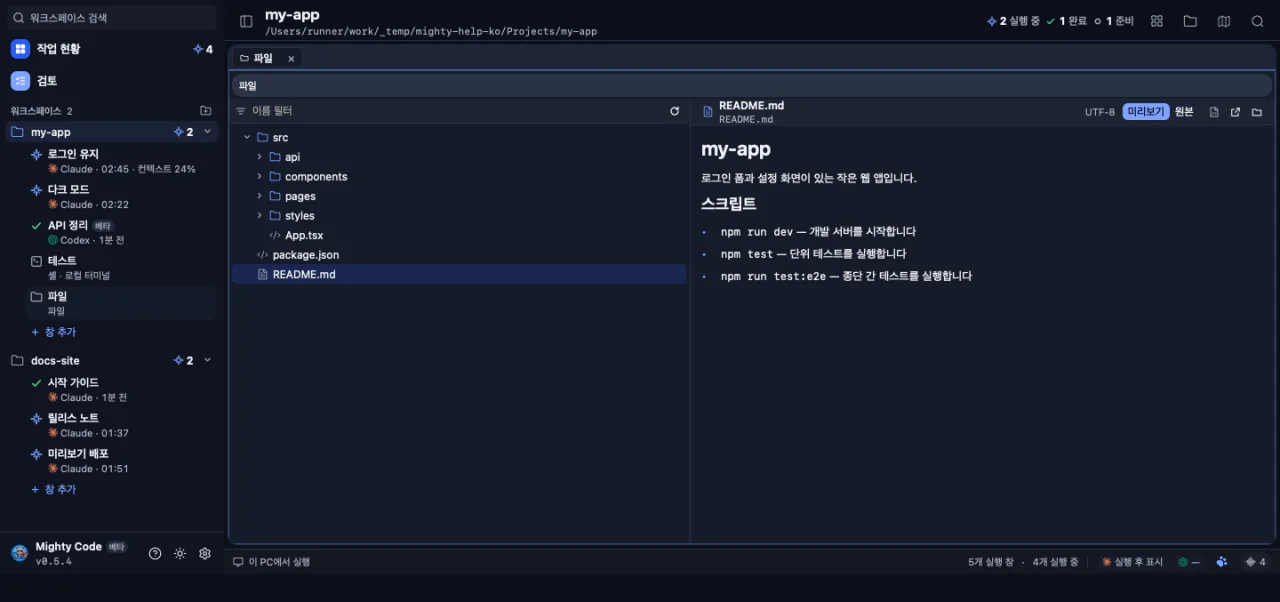 워크스페이스 검색
작업 현황 4
검토
워크스페이스 2
my-app 2
로그인 유지
Claude · 02:45 · 컨텍스트 24%
다크 모드
Claude · 02:22
API 정리 베타
Codex · 1분 전
테스트
셸 · 로컬 터미널
파일
파일
+ 창 추가
docs-site 2
시작 가이드
Claude · 1분 전
릴리스 노트
Claude · 01:37
미리보기 배포
Claude · 01:51
+ 창 추가
Mighty Code 베타
v0.5.4
my-app
/Users/runner/work/_temp/mighty-help-ko/Projects/my-app
2 실행 중 1 완료 1 준비
파일 ×
파일
이름 필터
src
api
components
pages
styles
App.tsx
package.json
README.md
README.md
README.md
UTF-8 미리보기 원본
my-app
로그인 폼과 설정 화면이 있는 작은 웹 앱입니다.
스크립트
• npm run dev — 개발 서버를 시작합니다
• npm test — 단위 테스트를 실행합니다
• npm run test:e2e — 종단 간 테스트를 실행합니다
이 PC에서 실행
5개 실행 창 · 4개 실행 중
실행 후 표시 — 4